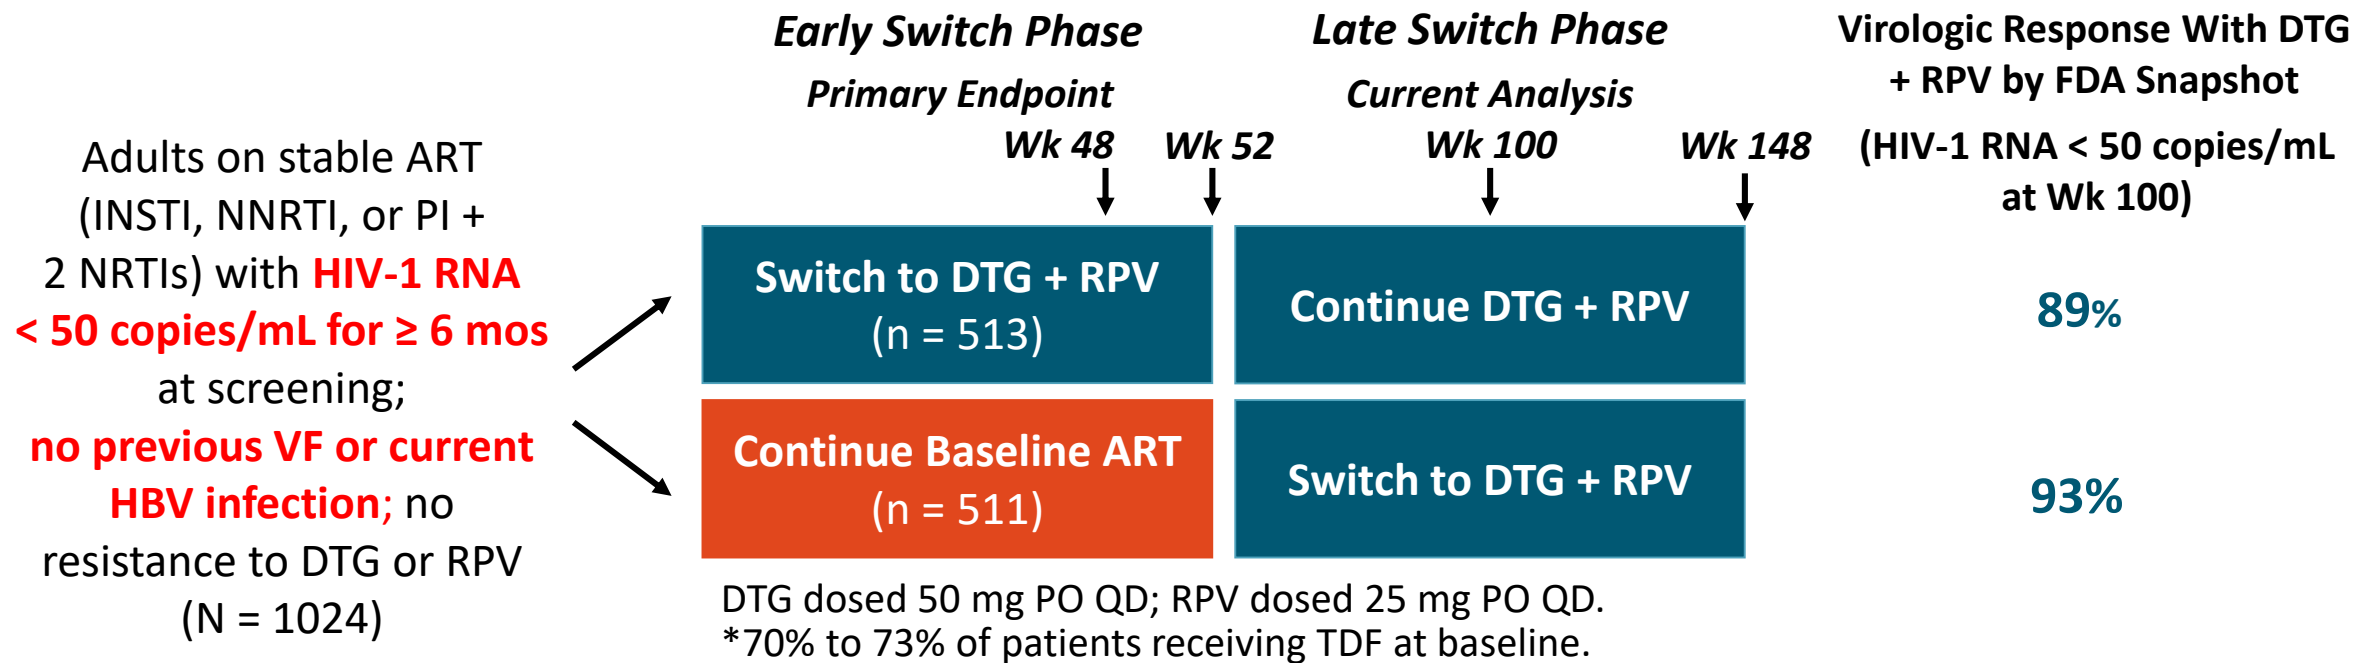 Early Switch Phase
Primary Endpoint
Wk 48
Wk 52
Late Switch Phase
Current Analysis
Wk 100
Wk 148
Virologic Response With DTG
+ RPV by FDA Snapshot
(HIV-1 RNA < 50 copies/mL
at Wk 100)
Adults on stable ART
(INSTI, NNRTI, or PI +
2 NRTIs) with HIV-1 RNA
< 50 copies/mL for ≥ 6 mos
at screening;
no previous VF or current
HBV infection; no
resistance to DTG or RPV
(N = 1024)
Switch to DTG + RPV
(n = 513)
Continue DTG + RPV
89%
Continue Baseline ART
(n = 511)
Switch to DTG + RPV
93%
DTG dosed 50 mg PO QD; RPV dosed 25 mg PO QD.
*70% to 73% of patients receiving TDF at baseline.